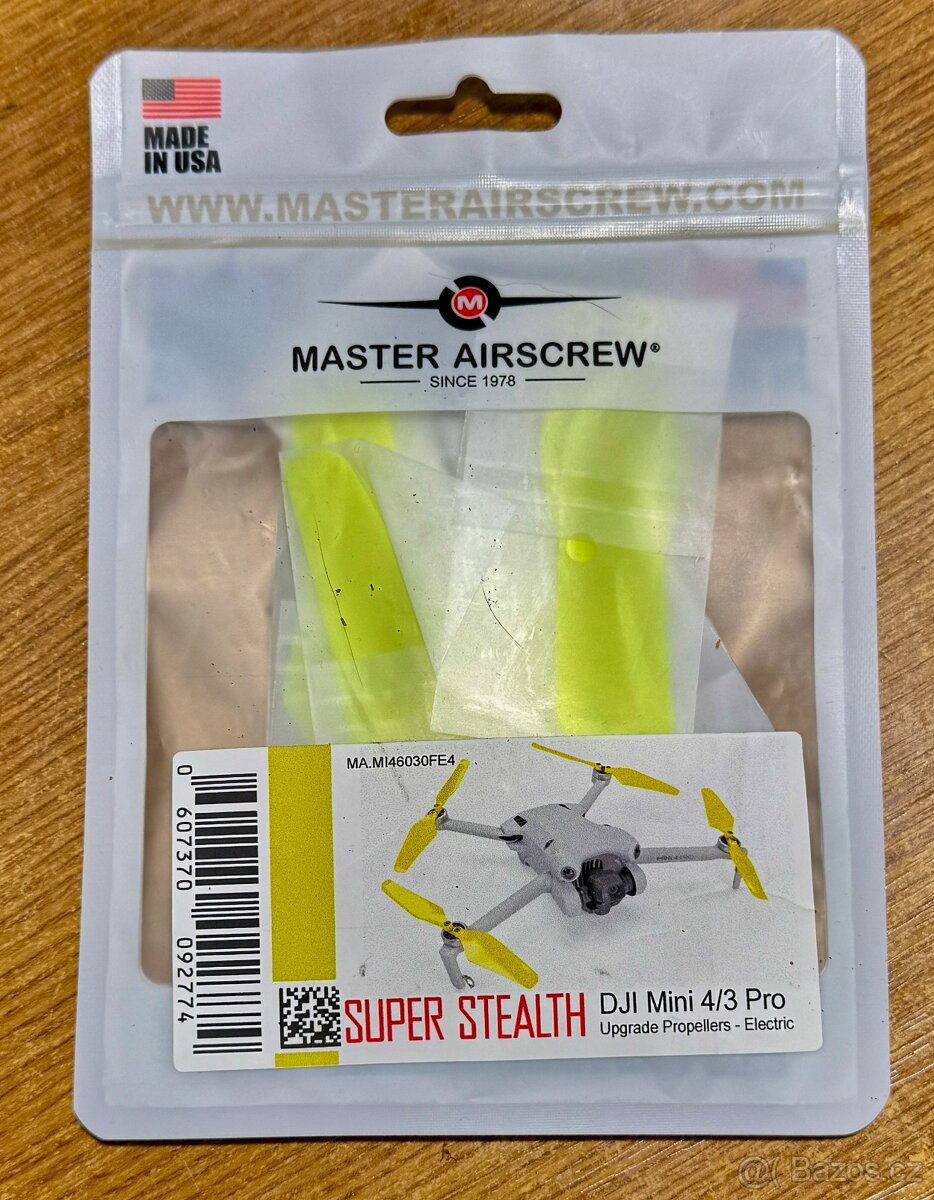 MADE
IN USA
WWW.MASTERAIRSCREW.COM
M
MASTER AIRSCREW®
SINCE 1978
MA.MI46030FE4
0 607370 092774
SUPER STEALTH
DJI Mini 4/3 Pro
Upgrade Propellers - Electric
@ Bazos.cz